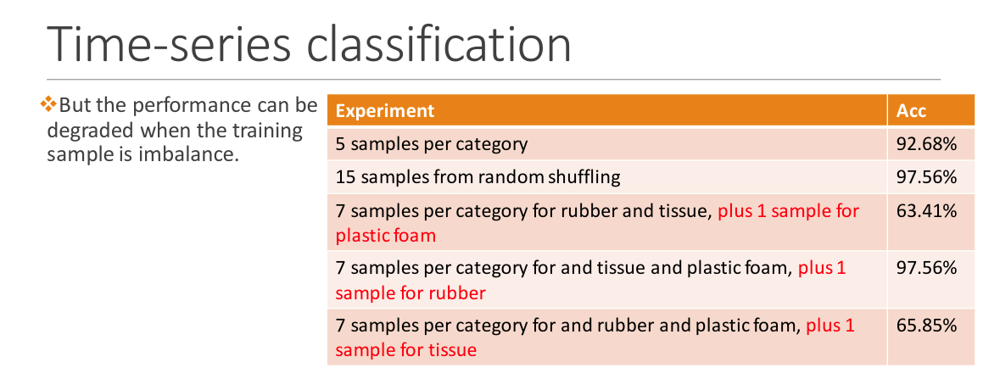 Time-series classification
❖But the performance can be
degraded when the training
sample is imbalance.
Experiment Acc
5 samples per category 92.68%
15 samples from random shuffling 97.56%
7 samples per category for rubber and tissue, plus 1 sample for 63.41%
plastic foam
7 samples per category for and tissue and plastic foam, plus 1 97.56%
sample for rubber
7 samples per category for and rubber and plastic foam, plus 1 65.85%
sample for tissue